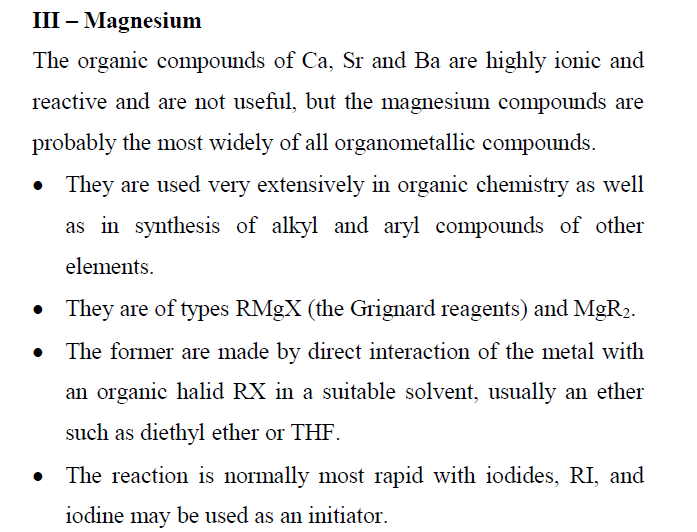 III – Magnesium
The organic compounds of Ca, Sr and Ba are highly ionic and
reactive and are not useful, but the magnesium compounds are
probably the most widely of all organometallic compounds.
• They are used very extensively in organic chemistry as well
as in synthesis of alkyl and aryl compounds of other
elements.
• They are of types RMgX (the Grignard reagents) and MgR₂.
• The former are made by direct interaction of the metal with
an organic halid RX in a suitable solvent, usually an ether
such as diethyl ether or THF.
• The reaction is normally most rapid with iodides, RI, and
iodine may be used as an initiator.